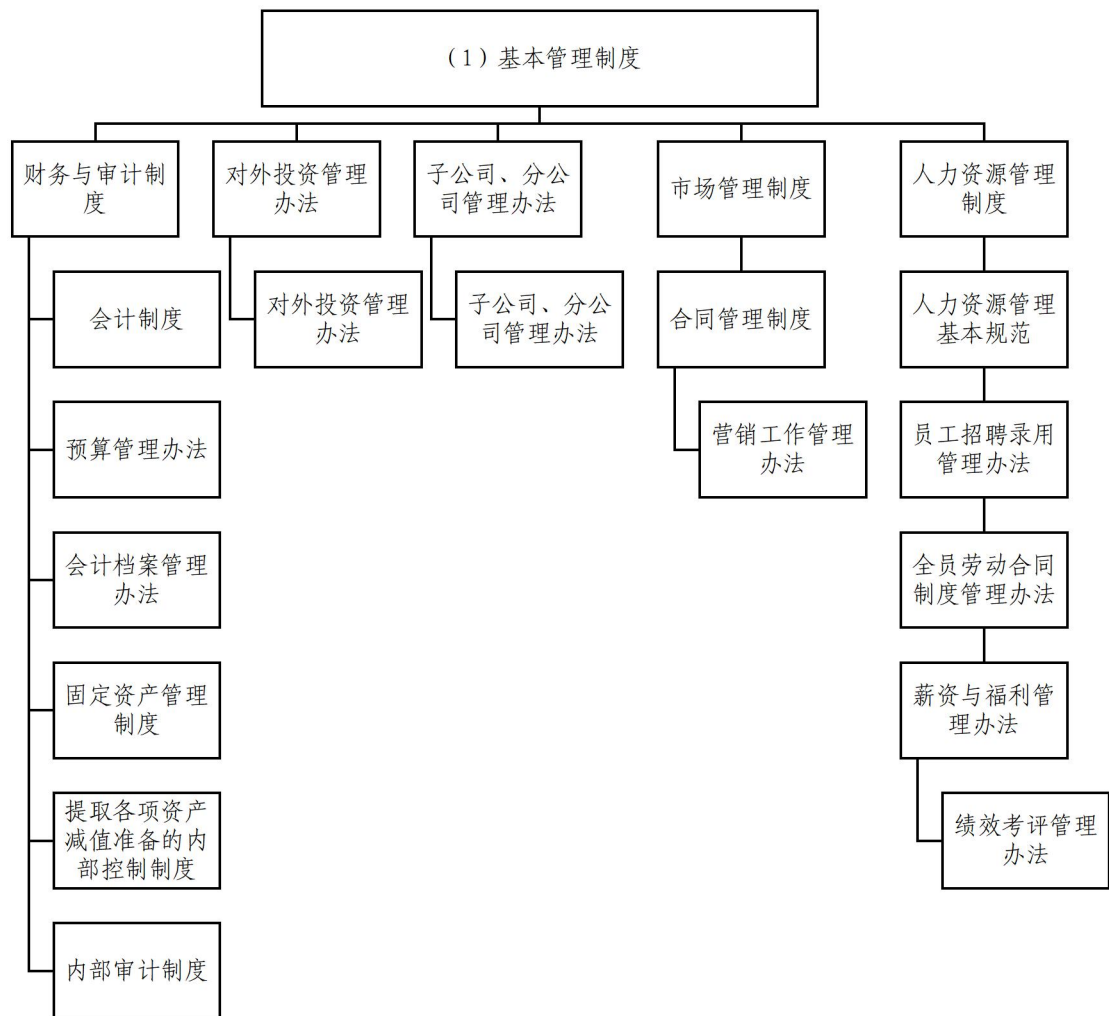 (1)基本管理制度
财务与审计制
度
对外投资管理
办法
子公司、分公
司管理办法
市场管理制度
人力资源管理
制度
会计制度
对外投资管理
办法
子公司、分公
司管理办法
合同管理制度
人力资源管理
基本规范
预算管理办法
营销工作管理
办法
员工招聘录用
管理办法
会计档案管理
办法
全员劳动合同
制度管理办法
固定资产管理
制度
薪资与福利管
理办法
提取各项资产
减值准备的内
部控制制度
绩效考评管理
办法
内部审计制度